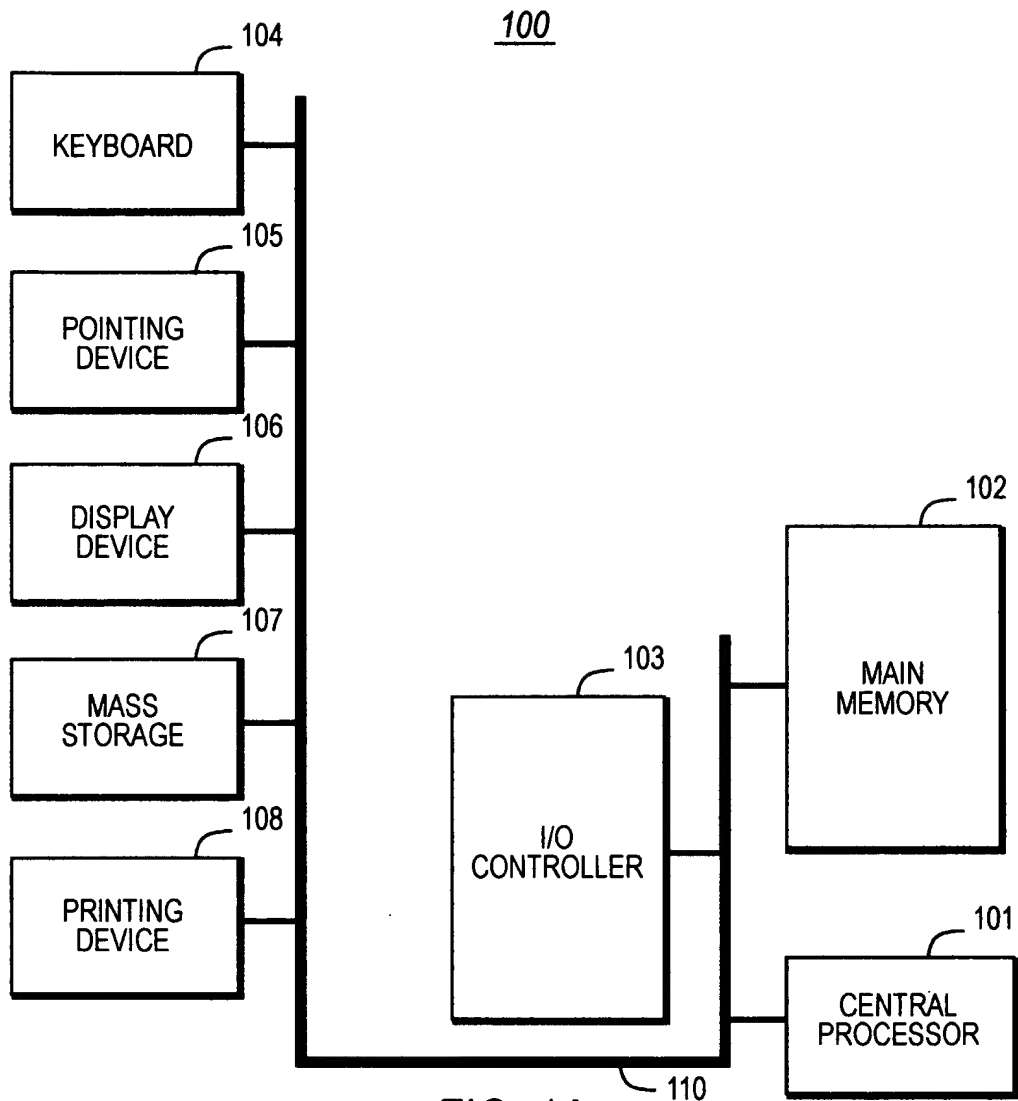 100
104
KEYBOARD
105
POINTING
DEVICE
106
DISPLAY
DEVICE
107
MASS
STORAGE
108
PRINTING
DEVICE
102
MAIN
MEMORY
103
I/O
CONTROLLER
101
CENTRAL
PROCESSOR
110